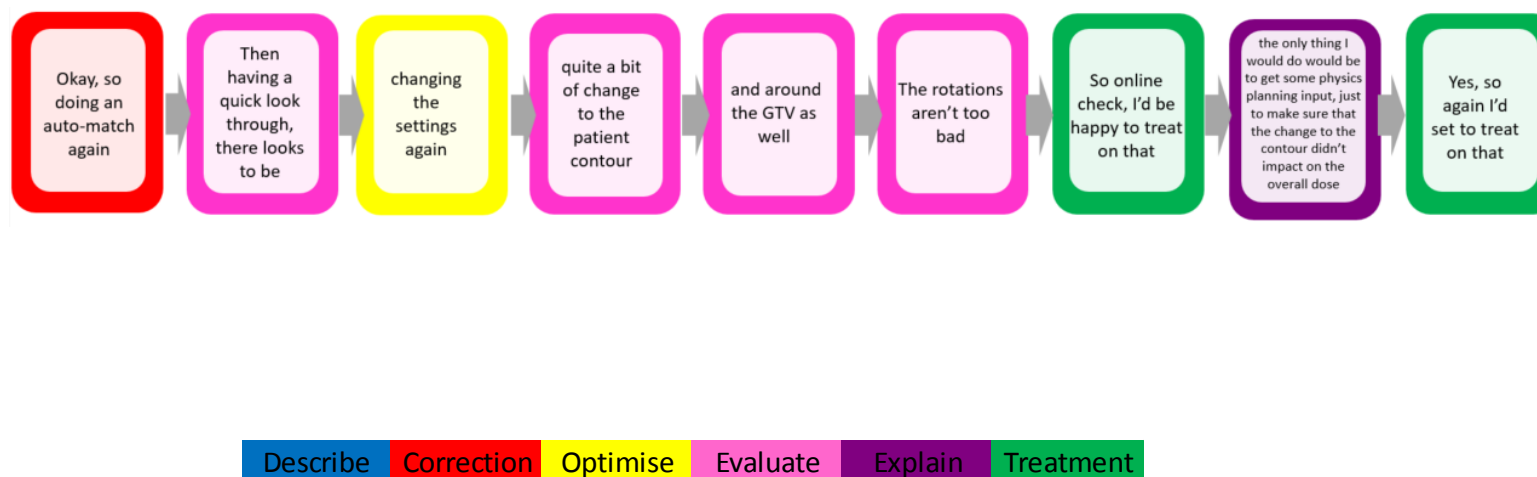 Okay, so
doing an
auto-match
again
Then
having a
quick look
through,
there looks
to be
changing
the
settings
again
quite a bit
of change
to the
patient
contour
and around
the GTV as
well
The rotations
aren't too
bad
So online
check, I'd be
happy to treat
on that
the only thing I
would do would be
to get some physics
planning input, just
to make sure that
the change to the
contour didn't
impact on the
overall dose
Yes, so
again I'd
set to treat
on that
Describe Correction Optimise Evaluate Explain Treatment